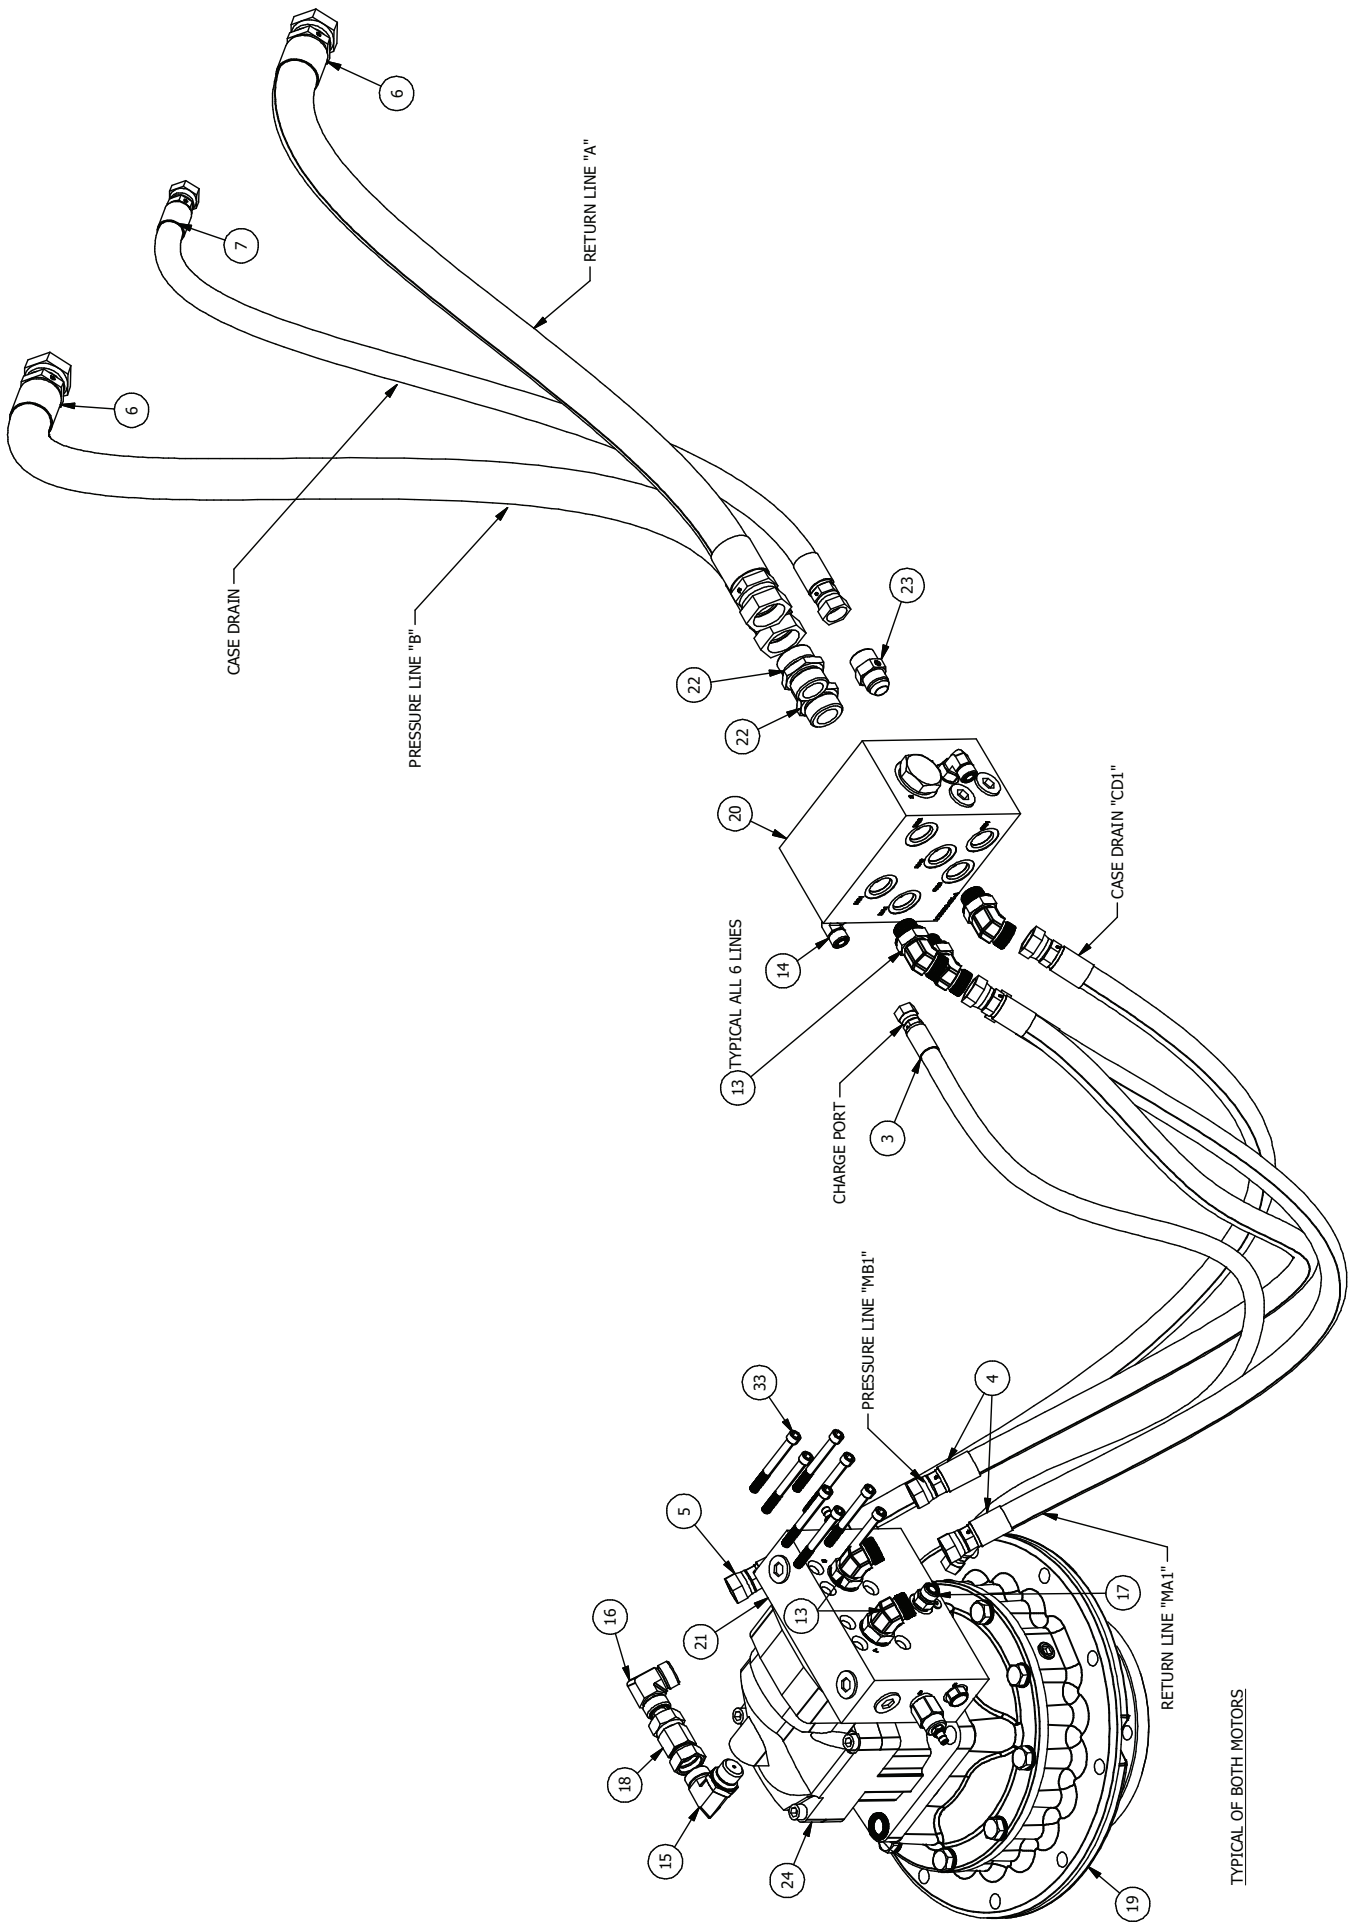 6
7
6
RETURN LINE "A"
CASE DRAIN
PRESSURE LINE "B"
23
22
22
20
CASE DRAIN "CD1"
14
13
TYPICAL ALL 6 LINES
CHARGE PORT
3
PRESSURE LINE "MB1"
4
33
5
16
21
13
17
RETURN LINE "MA1"
18
15
24
19
TYPICAL OF BOTH MOTORS